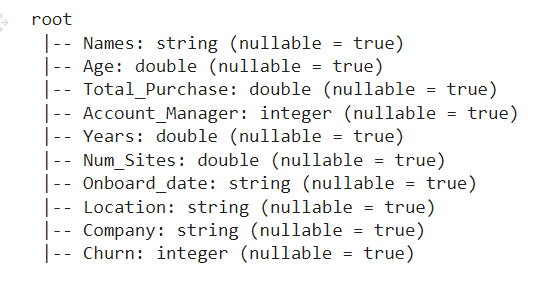 root
|-- Names: string (nullable = true)
|-- Age: double (nullable = true)
|-- Total_Purchase: double (nullable = true)
|-- Account_Manager: integer (nullable = true)
|-- Years: double (nullable = true)
|-- Num_Sites: double (nullable = true)
|-- Onboard_date: string (nullable = true)
|-- Location: string (nullable = true)
|-- Company: string (nullable = true)
|-- Churn: integer (nullable = true)